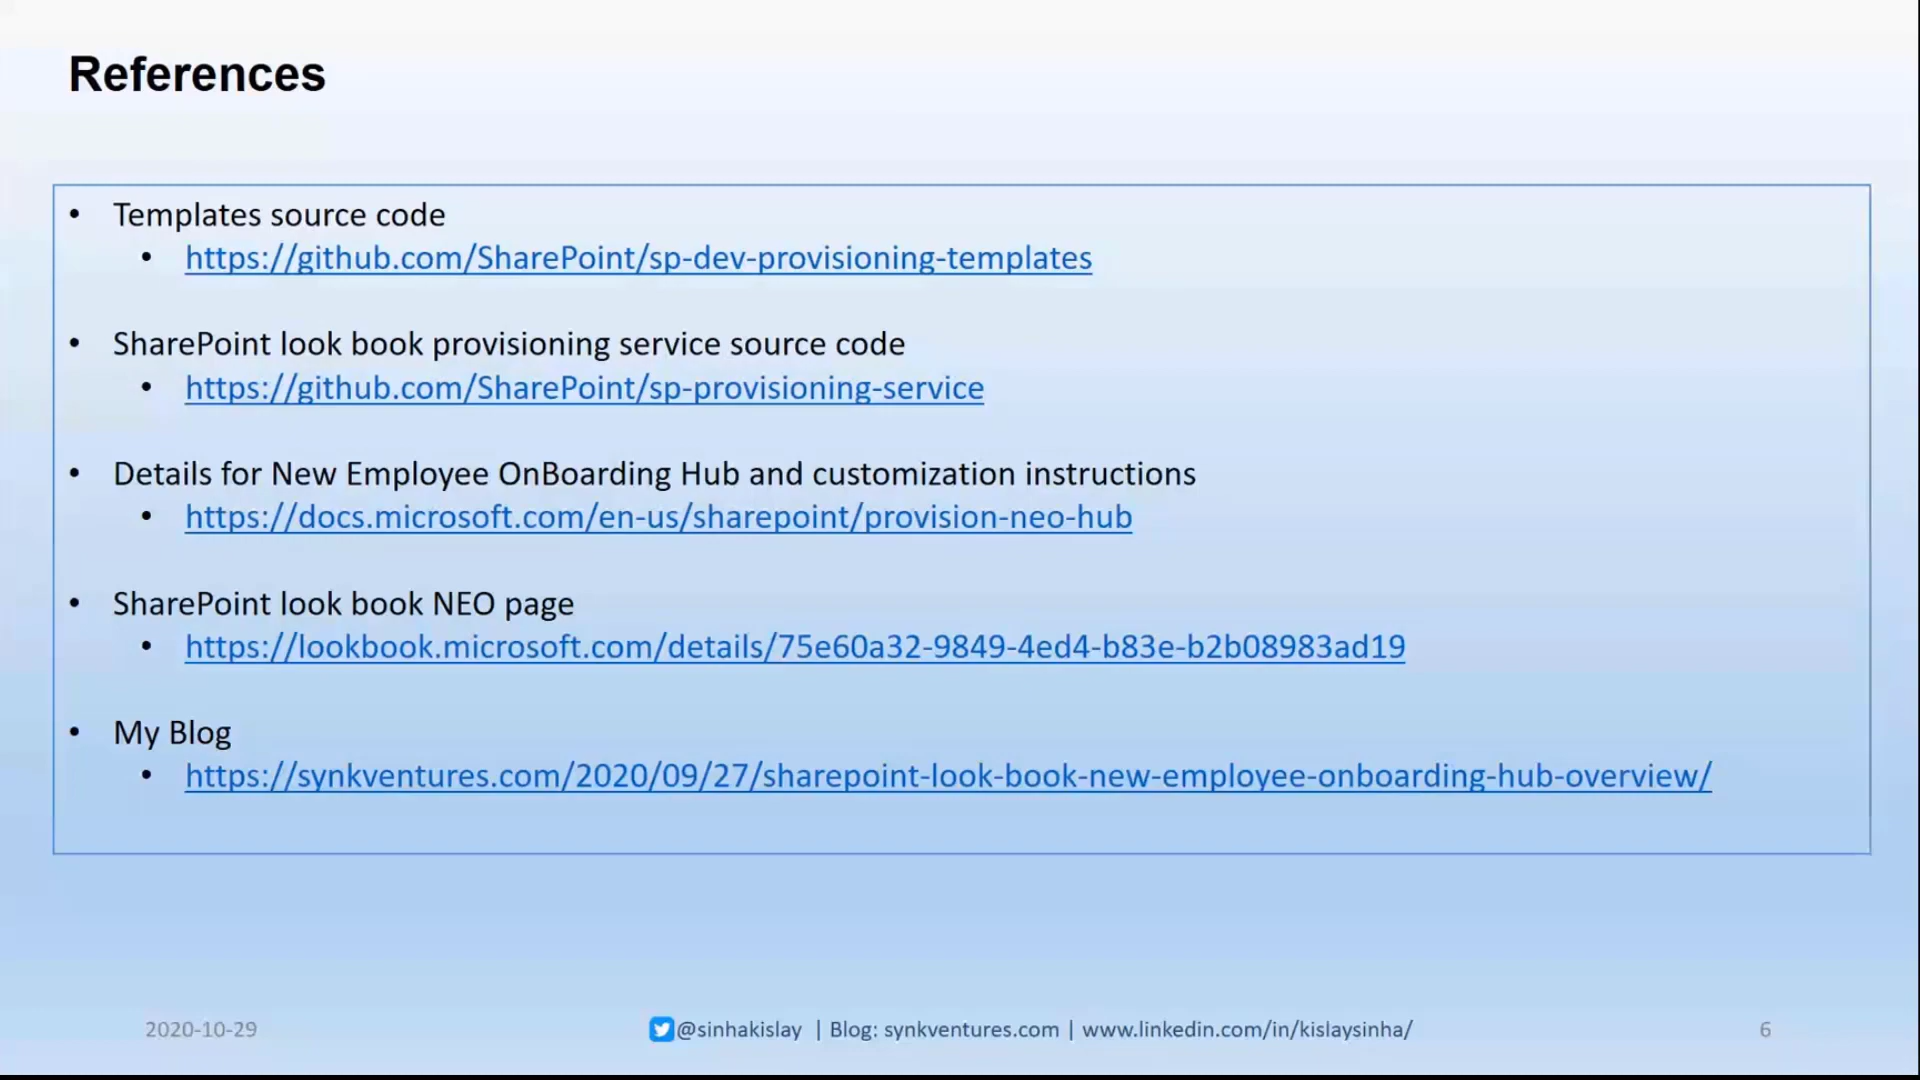 References
• Templates source code
• https://github.com/SharePoint/sp-dev-provisioning-templates
• SharePoint look book provisioning service source code
• https://github.com/SharePoint/sp-provisioning-service
• Details for New Employee OnBoarding Hub and customization instructions
• https://docs.microsoft.com/en-us/sharepoint/provision-neo-hub
• SharePoint look book NEO page
• https://lookbook.microsoft.com/details/75e60a32-9849-4ed4-b83e-b2b08983ad19
• My Blog
• https://synkventures.com/2020/09/27/sharepoint-look-book-new-employee-onboarding-hub-overview/
2020-10-29 @sinhakislay | Blog: synkventures.com | www.linkedin.com/in/kislaysinha/ 6